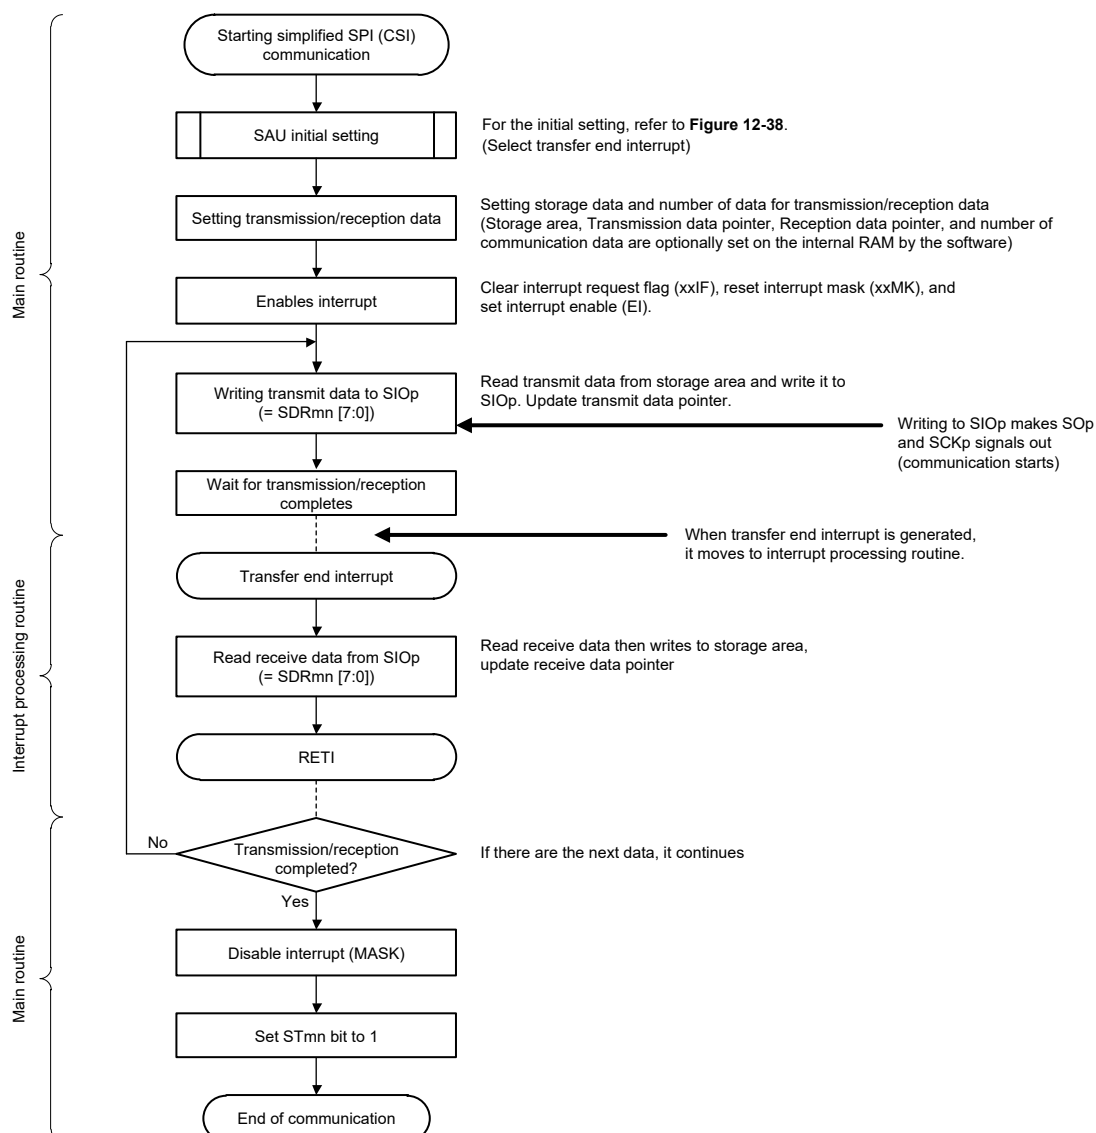 Starting simplified SPI (CSI)
communication
SAU initial setting
For the initial setting, refer to Figure 12-38.
(Select transfer end interrupt)
Setting transmission/reception data
Setting storage data and number of data for transmission/reception data
(Storage area, Transmission data pointer, Reception data pointer, and number of
communication data are optionally set on the internal RAM by the software)
Main routine
Enables interrupt
Clear interrupt request flag (xxIF), reset interrupt mask (xxMK), and
set interrupt enable (EI).
Writing transmit data to SIOp
(= SDRmn [7:0])
Read transmit data from storage area and write it to
SIOp. Update transmit data pointer.
Writing to SIOp makes SOp
and SCKp signals out
(communication starts)
Wait for transmission/reception
completes
When transfer end interrupt is generated,
it moves to interrupt processing routine.
Transfer end interrupt
Interrupt processing routine
Read receive data from SIOp
(= SDRmn [7:0])
Read receive data then writes to storage area,
update receive data pointer
RETI
No
Transmission/reception
completed?
If there are the next data, it continues
Yes
Main routine
Disable interrupt (MASK)
Set STmn bit to 1
End of communication